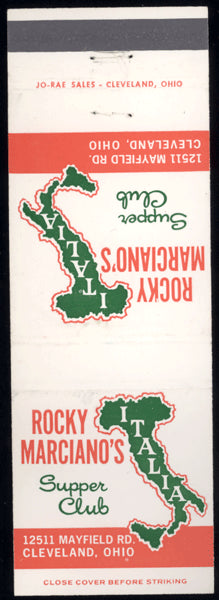 JO-RAE SALES - CLEVELAND, OHIO
12511 MAYFIELD RD.
CLEVELAND, OHIO
ROCKY
MARCIANO'S
Supper
Club
ITALIA
ROCKY
MARCIANO'S
Supper
Club
ITALIA
12511 MAYFIELD RD.
CLEVELAND, OHIO
CLOSE COVER BEFORE STRIKING